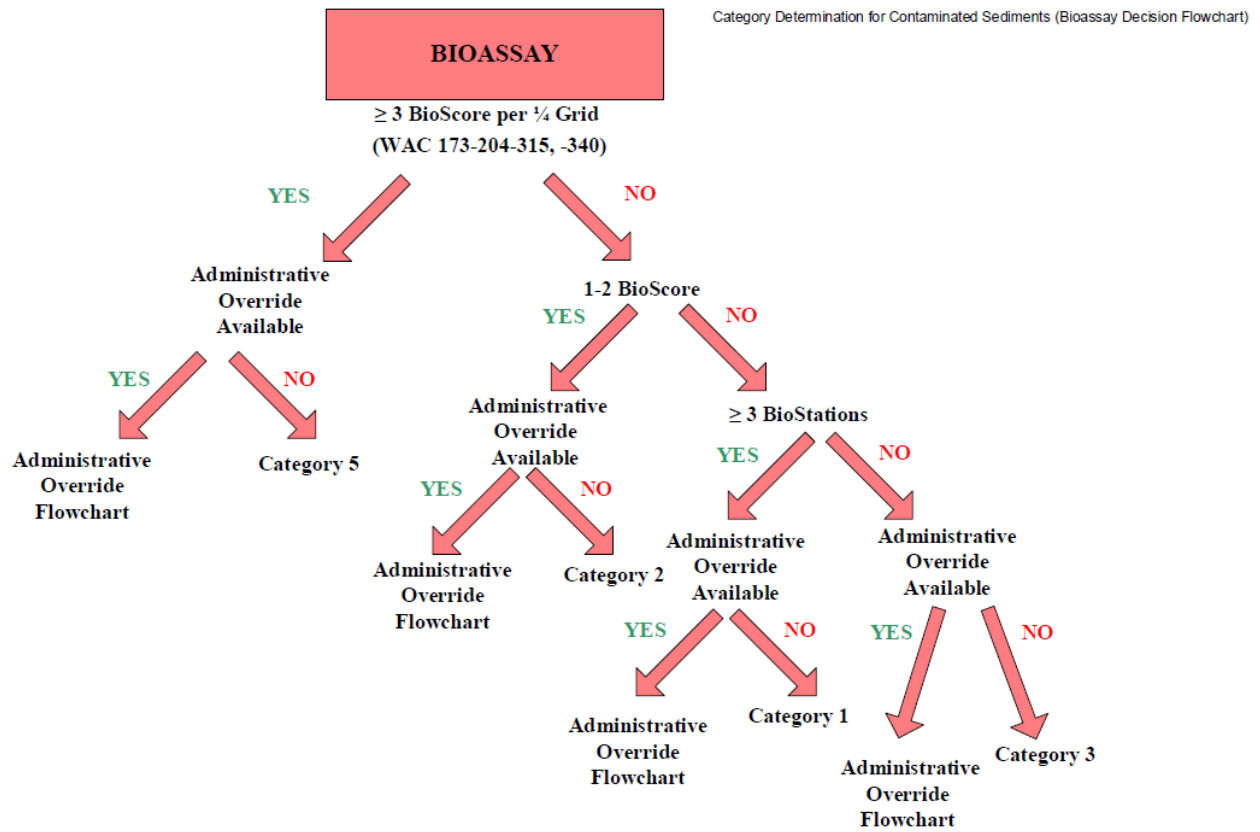 Category Determination for Contaminated Sediments (Bioassay Decision Flowchart)
BIOASSAY
≥ 3 BioScore per ¼ Grid
(WAC 173-204-315, -340)
YES
NO
Administrative
Override
Available
1-2 BioScore
YES
NO
YES
NO
Administrative
Override
Flowchart
Category 5
Administrative
Override
Available
≥ 3 BioStations
YES
NO
YES
NO
Administrative
Override
Flowchart
Category 2
Administrative
Override
Available
Administrative
Override
Available
YES
NO
YES
NO
Administrative
Override
Flowchart
Category 1
Administrative
Override
Flowchart
Category 3